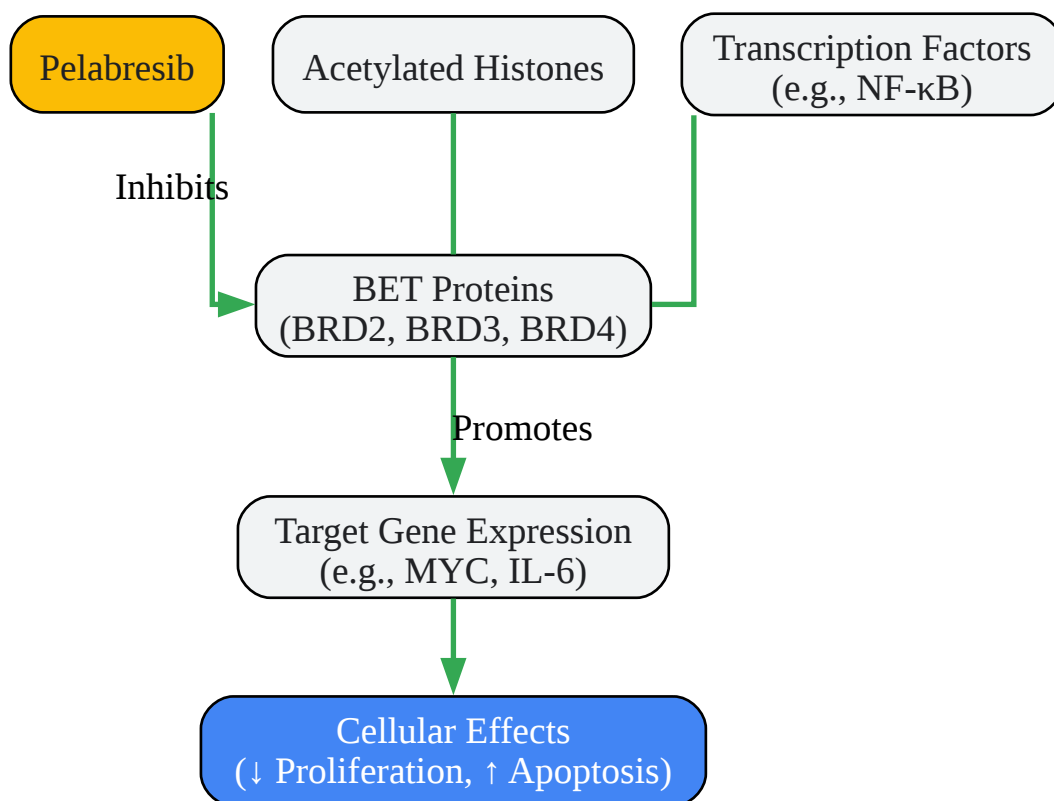 Pelabresib
Acetylated Histones
Transcription Factors
(e.g., NF-κB)
Inhibits
BET Proteins
(BRD2, BRD3, BRD4)
Promotes
Target Gene Expression
(e.g., MYC, IL-6)
Cellular Effects
(↓ Proliferation, ↑ Apoptosis)